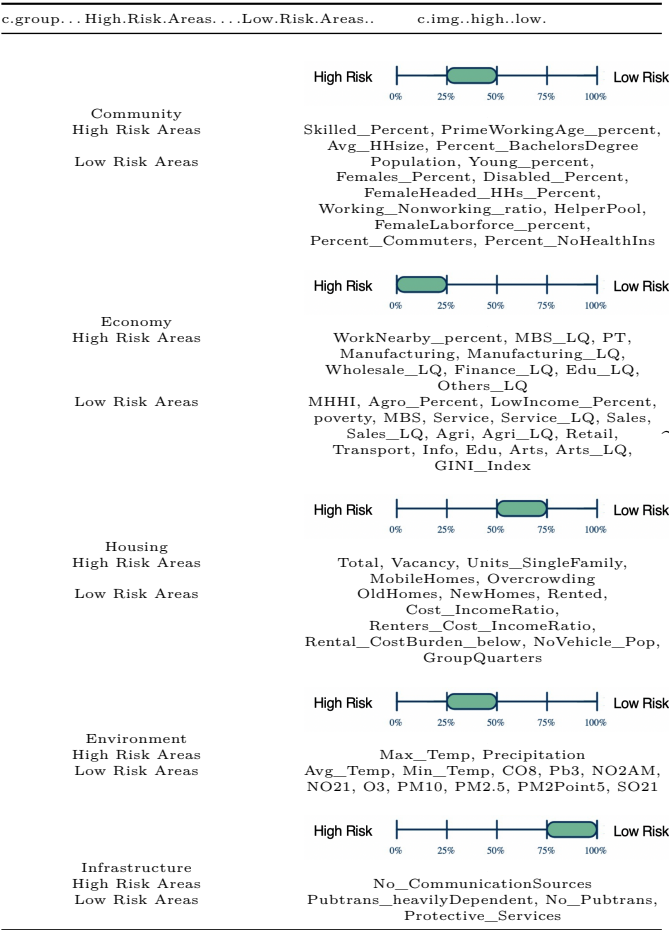 c.group... High.Risk.Areas....Low.Risk.Areas.. c.img..high..low.
High Risk Low Risk
0% 25% 50% 75% 100%
Community
High Risk Areas Skilled_Percent, PrimeWorkingAge_percent,
Avg_HHsize, Percent_BachelorsDegree
Low Risk Areas Population, Young_percent,
Females_Percent, Disabled_Percent,
FemaleHeaded_HHs_Percent,
Working_Nonworking_ratio, HelperPool,
FemaleLaborforce_percent,
Percent_Commuters, Percent_NoHealthIns
High Risk Low Risk
0% 25% 50% 75% 100%
Economy
High Risk Areas WorkNearby_percent, MBS_LQ, PT,
Manufacturing, Manufacturing_LQ,
Wholesale_LQ, Finance_LQ, Edu_LQ,
Others_LQ
Low Risk Areas MHHI, Agro_Percent, LowIncome_Percent,
poverty, MBS, Service, Service_LQ, Sales,
Sales_LQ, Agri, Agri_LQ, Retail,
Transport, Info, Edu, Arts, Arts_LQ,
GINI_Index
High Risk Low Risk
0% 25% 50% 75% 100%
Housing
High Risk Areas Total, Vacancy, Units_SingleFamily,
MobileHomes, Overcrowding
Low Risk Areas OldHomes, NewHomes, Rented,
Cost_IncomeRatio,
Renters_Cost_IncomeRatio,
Rental_CostBurden_below, NoVehicle_Pop,
GroupQuarters
High Risk Low Risk
0% 25% 50% 75% 100%
Environment
High Risk Areas Max_Temp, Precipitation
Low Risk Areas Avg_Temp, Min_Temp, CO8, Pb3, NO2AM,
NO21, O3, PM10, PM2.5, PM2Point5, SO21
High Risk Low Risk
0% 25% 50% 75% 100%
Infrastructure
High Risk Areas No_CommunicationSources
Low Risk Areas Pubtrans_heavilyDependent, No_Pubtrans,
Protective_Services